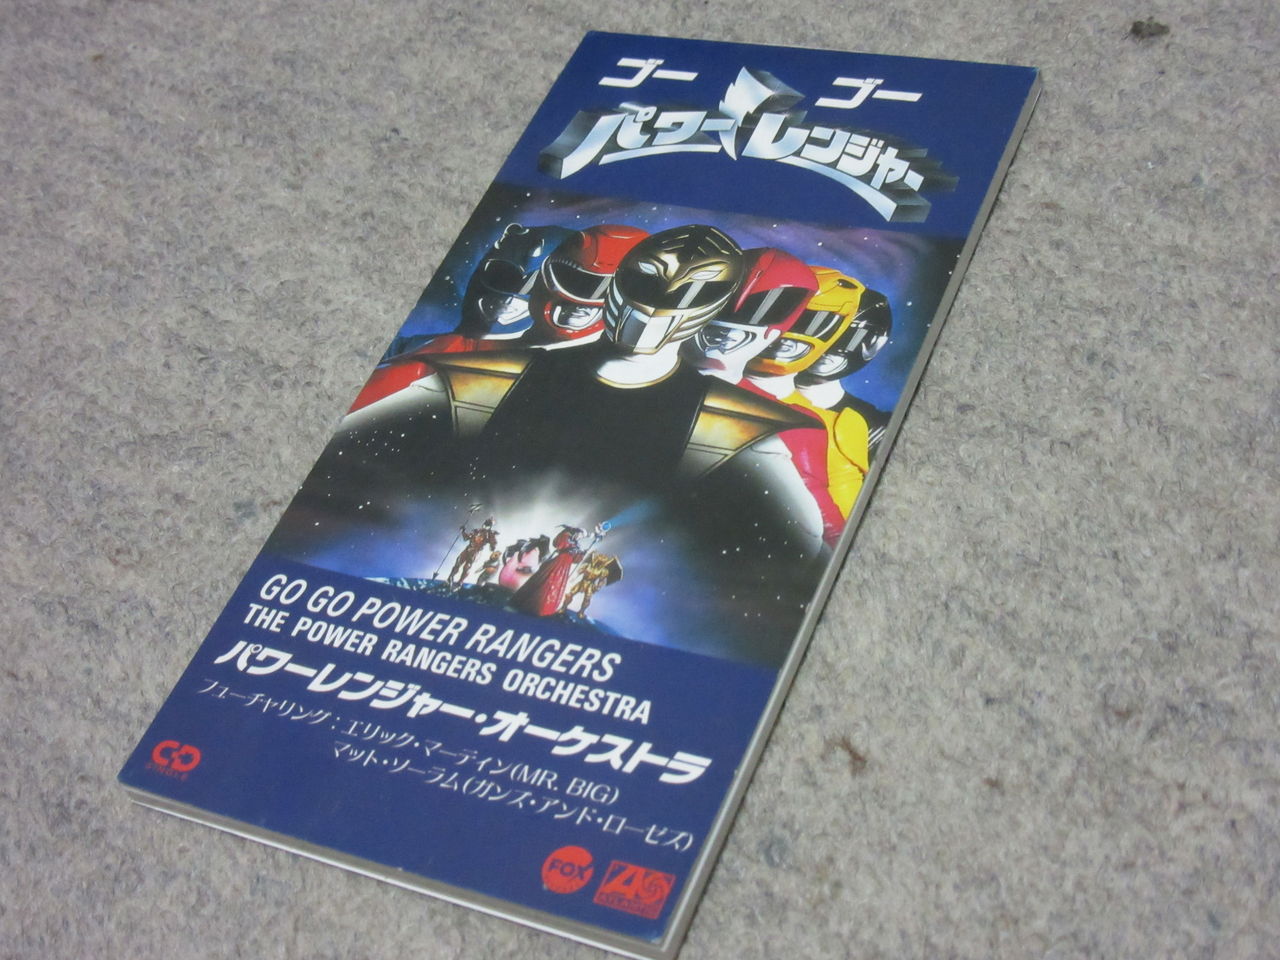 ゴー ゴー
パワーレンジャー
GO GO POWER RANGERS
THE POWER RANGERS ORCHESTRA
パワーレンジャー・オーケストラ
フューチャリング:エリック・マーティン(MR. BIG)
マット・ソーラム(ガンズ・アンド・ローゼズ)
CD
SINGLE
FOX
ATLANTIC